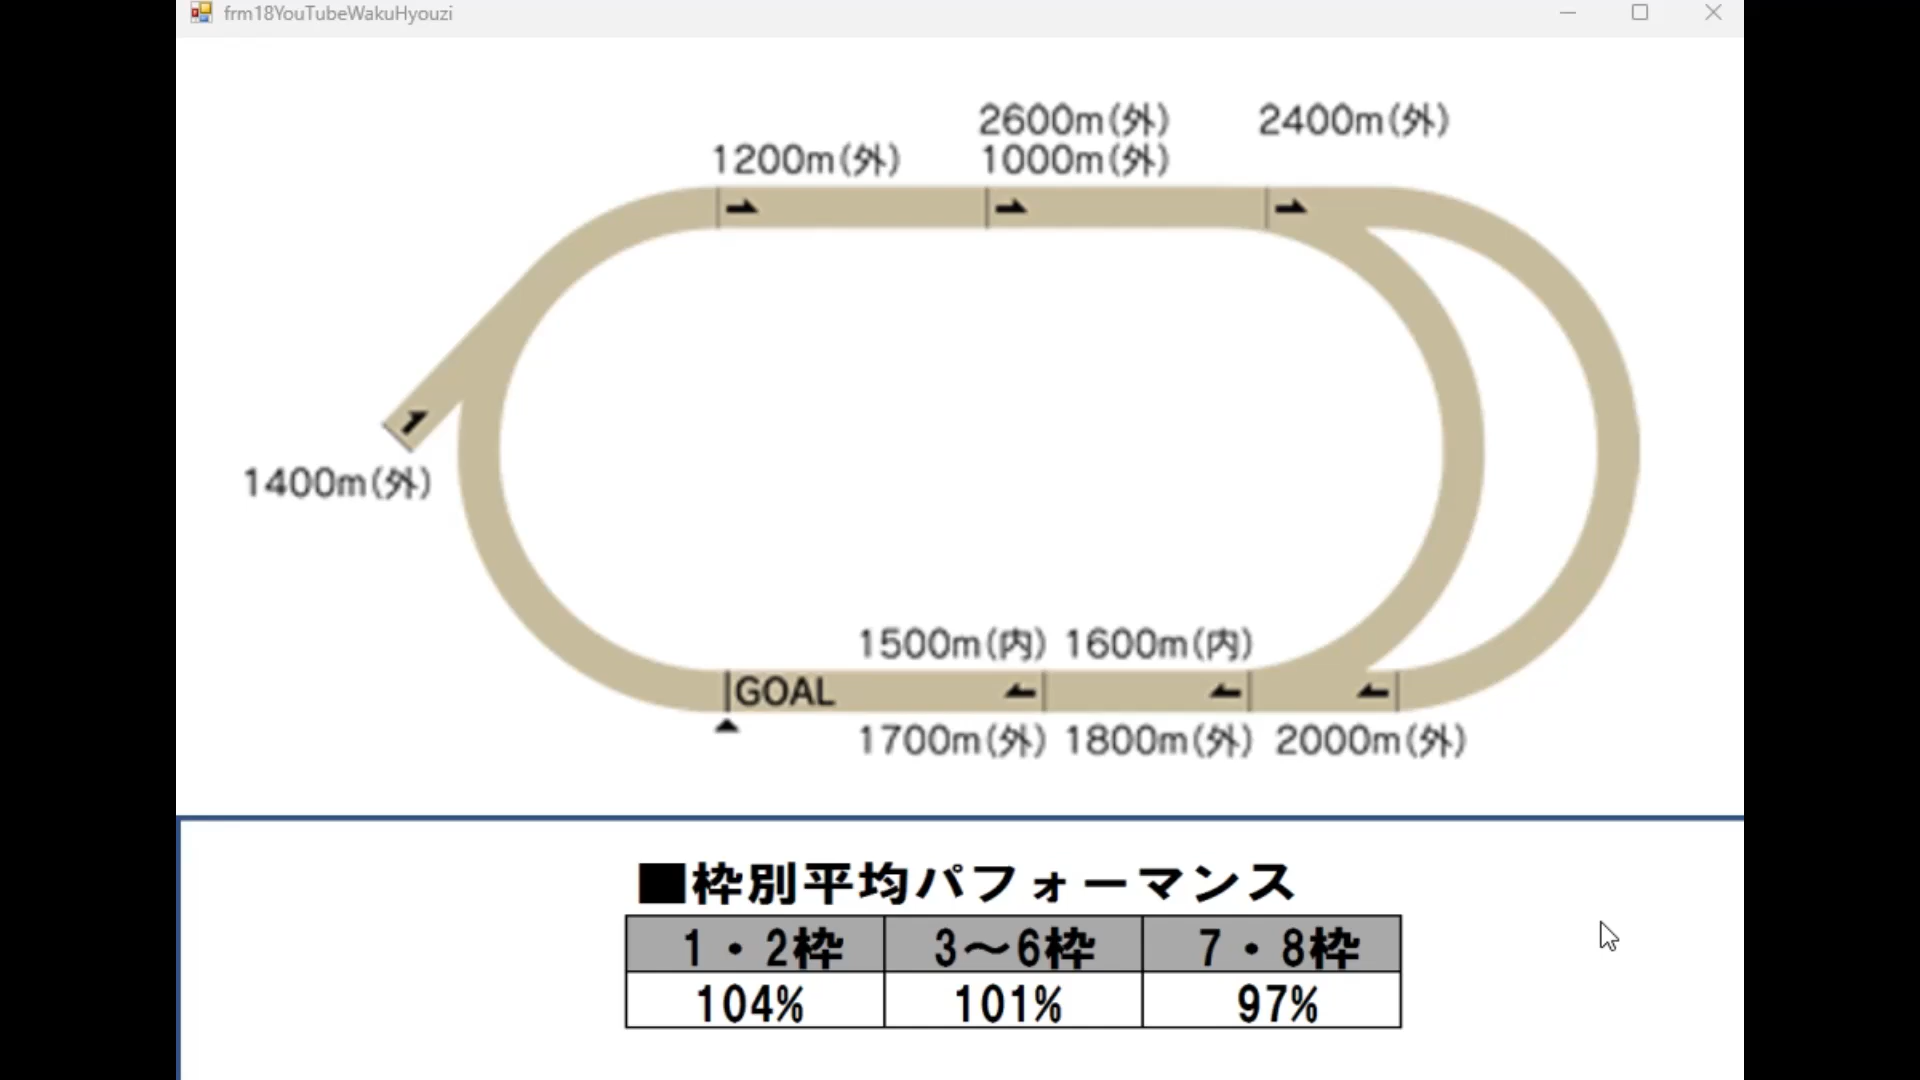 frm18YouTubeWakuHyouzi
2600m(外) 2400m(外)
1200m(外) 1000m(外)
1400m(外)
1500m(内) 1600m(内)
GOAL
1700m(外) 1800m(外) 2000m(外)
■枠別平均パフォーマンス
1・2枠 3～6枠 7・8枠
104% 101% 97%